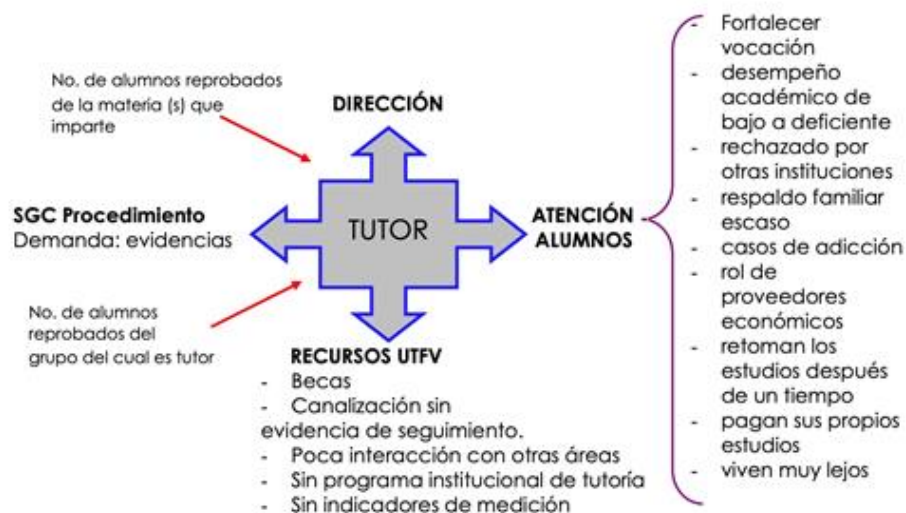 No. de alumnos reprobados
de la matería (s) que
imparte
DIRECCIÓN
SGC Procedimiento
Demanda: evidencias
TUTOR
ATENCIÓN
ALUMNOS
No. de alumnos
reprobados del
grupo del cual es tutor
RECURSOS UTFV
- Becas
- Canalización sin
evidencia de seguimiento.
- Poca interacción con otras áreas
- Sin programa institucional de tutoría
- Sin indicadores de medición
- Fortalecer
vocación
- desempeño
académico de
bajo a deficiente
- rechazado por
otras instituciones
- respaldo familiar
escaso
- casos de adicción
- rol de
proveedores
económicos
- retoman los
estudios después
de un tiempo
- pagan sus propios
estudios
- viven muy lejos